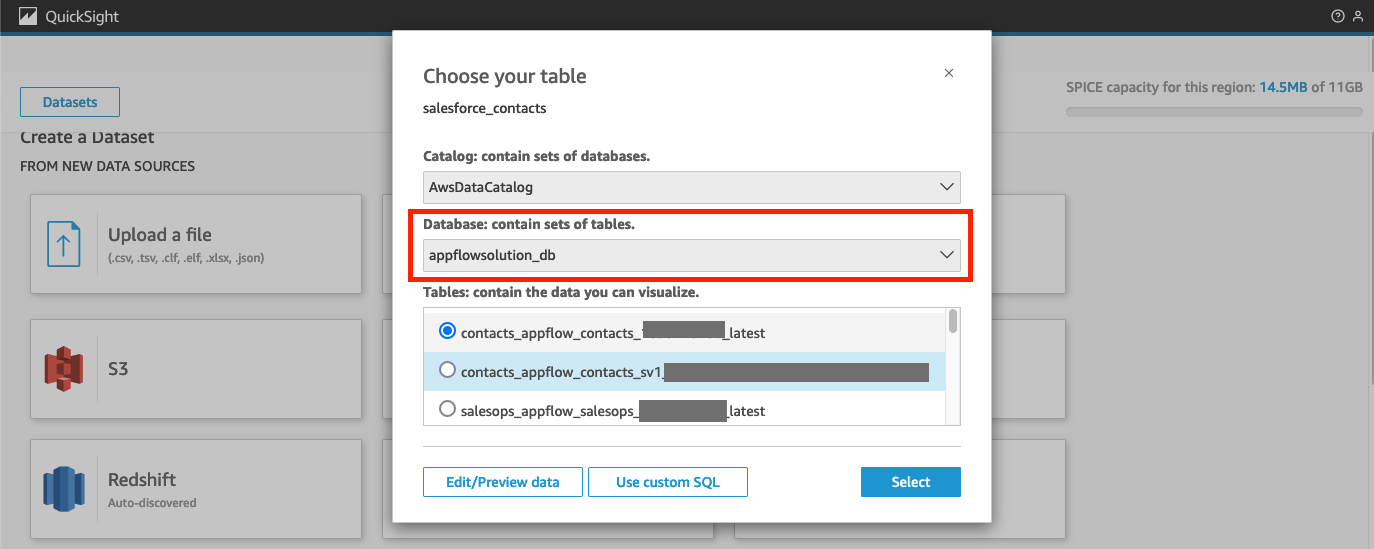 QuickSight
Datasets
SPICE capacity for this region: 14.5MB of 11GB
Create a Dataset
FROM NEW DATA SOURCES
Upload a file
(.csv, .tsv, .clf, .elf, .xlsx, .json)
S3
Redshift
Auto-discovered
Choose your table
salesforce_contacts
Catalog: contain sets of databases.
AwsDataCatalog
Database: contain sets of tables.
appflowsolution_db
Tables: contain the data you can visualize.
contacts_appflow_contacts_ _latest
contacts_appflow_contacts_sv1_
salesops_appflow_salesops_ _latest
Edit/Preview data
Use custom SQL
Select